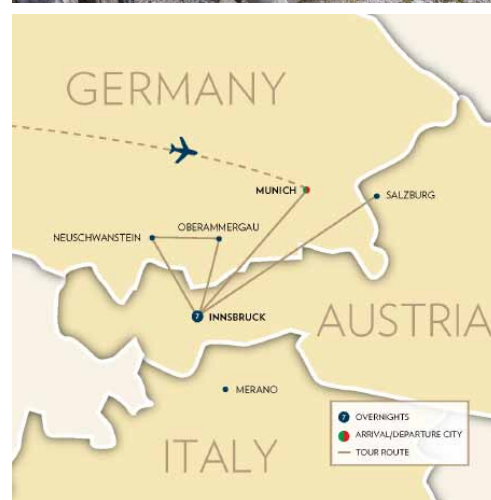 GERMANY
MUNICH
SALZBURG
NEUSCHWANSTEIN
OBERAMMERGAU
7
INNSBRUCK
AUSTRIA
MERANO
ITALY
7 OVERNIGHTS
ARRIVAL/DEPARTURE CITY
TOUR ROUTE